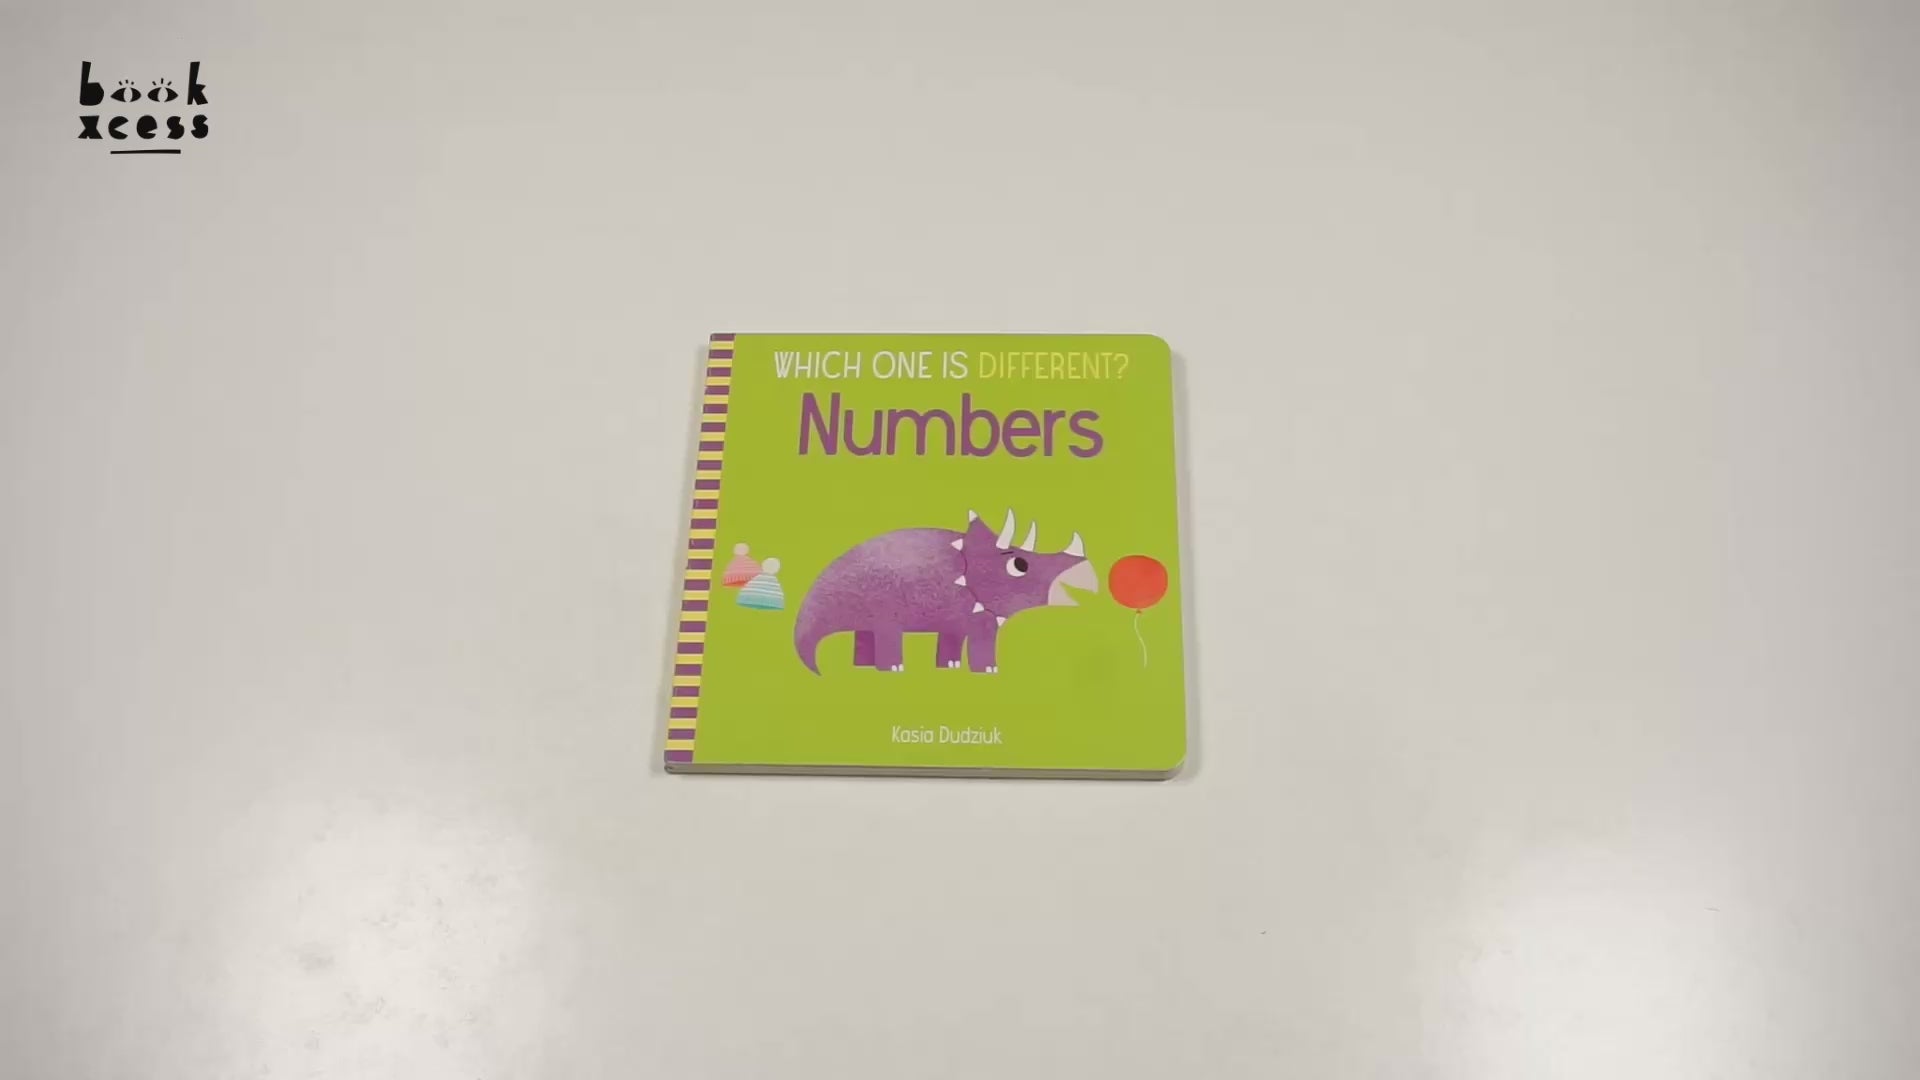 book
xcess
WHICH ONE IS DIFFERENT?
Numbers
Kasia Dudziuk